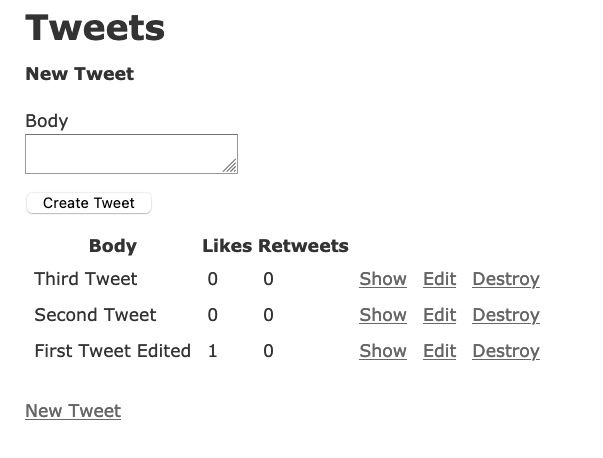 Tweets
New Tweet
Body
Create Tweet
Body Likes Retweets
Third Tweet 0 0 Show Edit Destroy
Second Tweet 0 0 Show Edit Destroy
First Tweet Edited 1 0 Show Edit Destroy
New Tweet